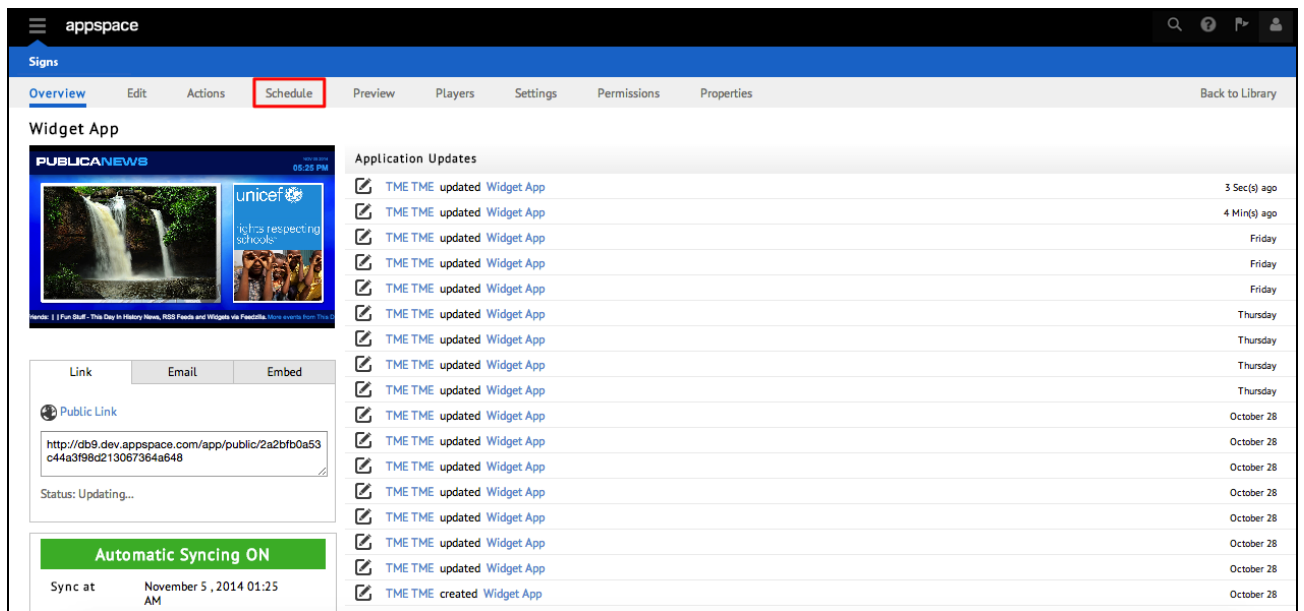 appspace
Signs
Overview Edit Actions Schedule Preview Players Settings Permissions Properties Back to Library
Widget App
PUBLICANEWS
05:25 PM
unicef
rights respecting
schools
Fun Stuff - This Day In History News, RSS Feeds and Widgets via Feedzilla. More events from This D
Link Email Embed
Public Link
http://db9.dev.appspace.com/app/public/2a2bfb0a53
c44a3f98d213067364a648
Status: Updating...
Automatic Syncing ON
Sync at November 5 , 2014 01:25
AM
Application Updates
TME TME updated Widget App 3 Sec(s) ago
TME TME updated Widget App 4 Min(s) ago
TME TME updated Widget App Friday
TME TME updated Widget App Friday
TME TME updated Widget App Friday
TME TME updated Widget App Thursday
TME TME updated Widget App Thursday
TME TME updated Widget App Thursday
TME TME updated Widget App Thursday
TME TME updated Widget App October 28
TME TME updated Widget App October 28
TME TME updated Widget App October 28
TME TME updated Widget App October 28
TME TME updated Widget App October 28
TME TME updated Widget App October 28
TME TME updated Widget App October 28
TME TME created Widget App October 28